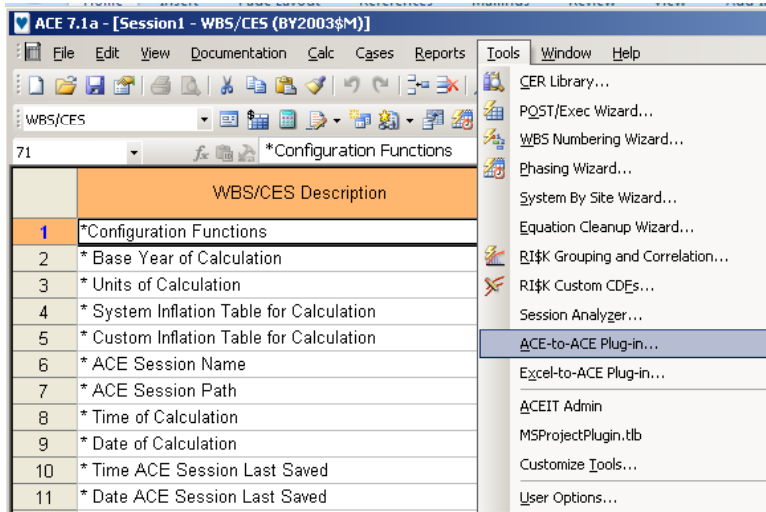 ACE 7.1a - [Session1 - WBS/CES (BY2003$M)]
File Edit View Documentation Calc Cases Reports Tools Window Help
WBS/CES
71 fx *Configuration Functions
WBS/CES Description
1 *Configuration Functions
2 * Base Year of Calculation
3 * Units of Calculation
4 * System Inflation Table for Calculation
5 * Custom Inflation Table for Calculation
6 * ACE Session Name
7 * ACE Session Path
8 * Time of Calculation
9 * Date of Calculation
10 * Time ACE Session Last Saved
11 * Date ACE Session Last Saved
CER Library...
POST/Exec Wizard...
WBS Numbering Wizard...
Phasing Wizard...
System By Site Wizard...
Equation Cleanup Wizard...
RI$K Grouping and Correlation...
RI$K Custom CDFs...
Session Analyzer...
ACE-to-ACE Plug-in...
Excel-to-ACE Plug-in...
ACEIT Admin
MSProjectPlugin.tlb
Customize Tools...
User Options...